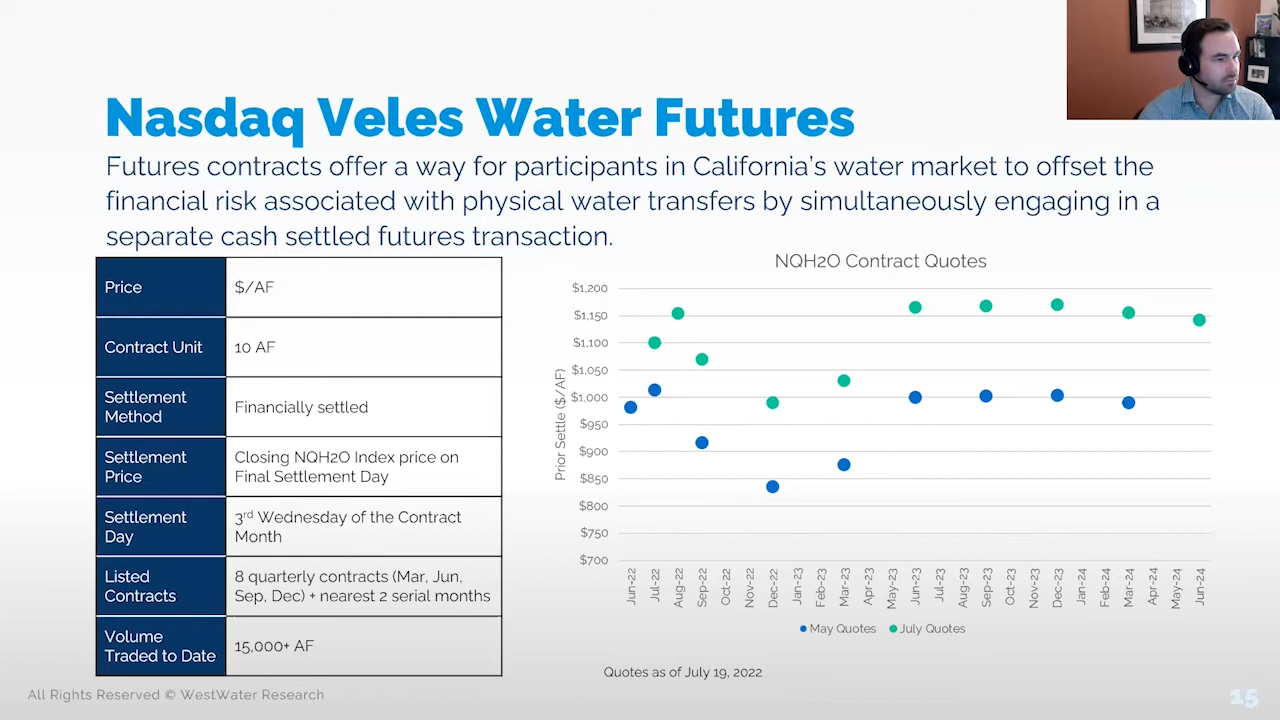 Nasdaq Veles Water Futures
Futures contracts offer a way for participants in California's water market to offset the
financial risk associated with physical water transfers by simultaneously engaging in a
separate cash settled futures transaction.
Price
$/AF
Contract Unit
10 AF
Settlement
Method
Financially settled
Settlement
Price
Closing NQH2O Index price on
Final Settlement Day
Settlement
Day
3rd Wednesday of the Contract
Month
Listed
Contracts
8 quarterly contracts (Mar, Jun,
Sep, Dec) + nearest 2 serial months
Volume
Traded to Date
15,000+ AF
NQH2O Contract Quotes
Prior Settle ($/AF)
$1,200
$1,150
$1,100
$1,050
$1,000
$950
$900
$850
$800
$750
$700
Jun-22
Jul-22
Aug-22
Sep-22
Oct-22
Nov-22
Dec-22
Jan-23
Feb-23
Mar-23
Apr-23
May-23
Jun-23
Jul-23
Aug-23
Sep-23
Oct-23
Nov-23
Dec-23
Jan-24
Feb-24
Mar-24
Apr-24
May-24
Jun-24
May Quotes
July Quotes
Quotes as of July 19, 2022
All Rights Reserved © WestWater Research
15